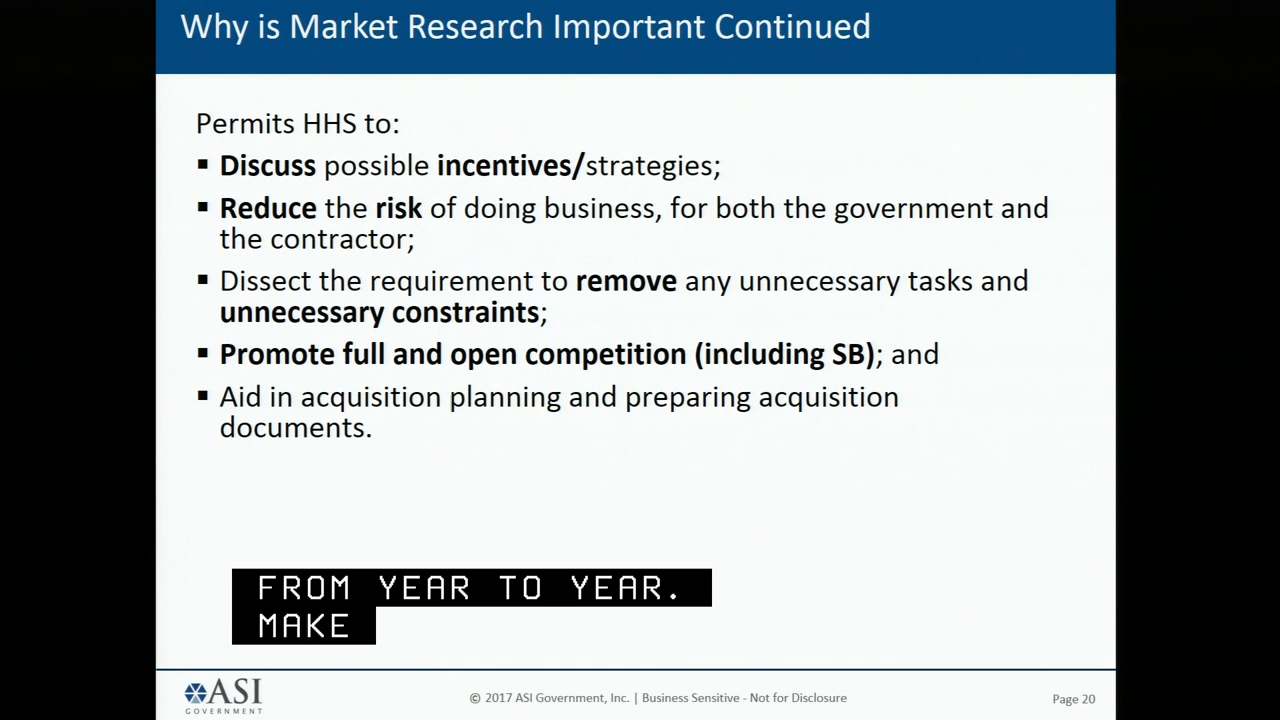 Why is Market Research Important Continued
Permits HHS to:
▪ Discuss possible incentives/strategies;
▪ Reduce the risk of doing business, for both the government and
the contractor;
▪ Dissect the requirement to remove any unnecessary tasks and
unnecessary constraints;
▪ Promote full and open competition (including SB); and
▪ Aid in acquisition planning and preparing acquisition
documents.
FROM YEAR TO YEAR.
MAKE
ASI
GOVERNMENT
© 2017 ASI Government, Inc. | Business Sensitive - Not for Disclosure
Page 20